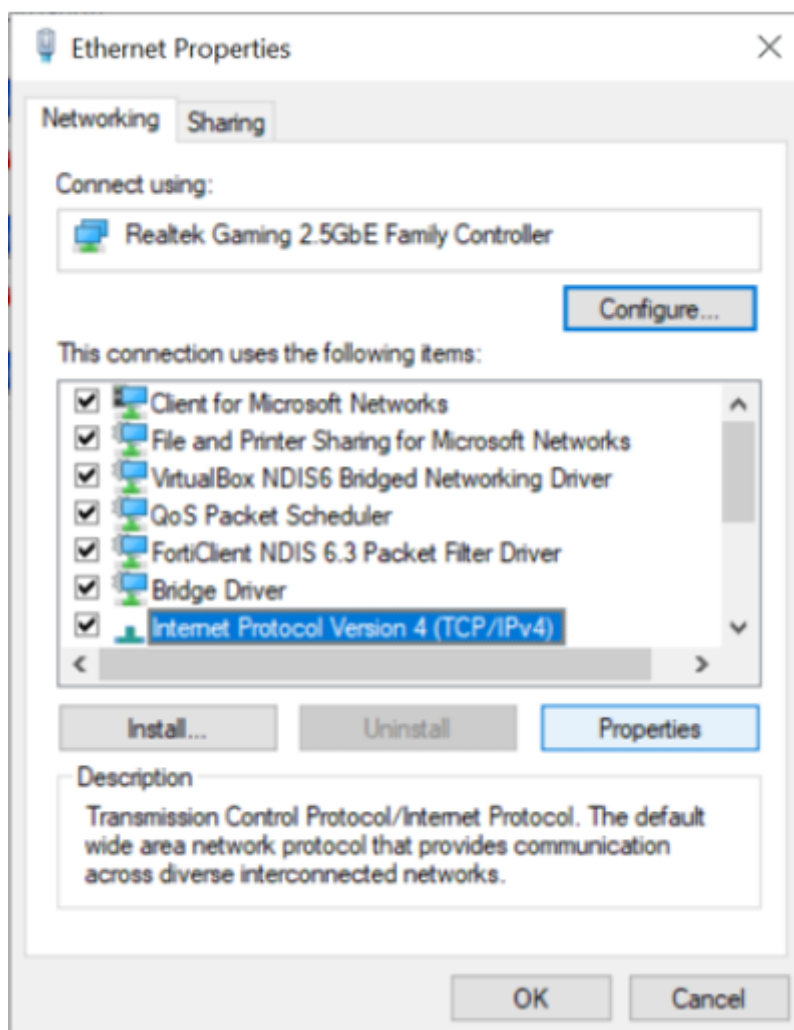 Ethernet Properties
Networking
Sharing
Connect using:
Realtek Gaming 2.5GbE Family Controller
Configure...
This connection uses the following items:
Client for Microsoft Networks
File and Printer Sharing for Microsoft Networks
VirtualBox NDIS6 Bridged Networking Driver
QoS Packet Scheduler
FortiClient NDIS 6.3 Packet Filter Driver
Bridge Driver
Internet Protocol Version 4 (TCP/IPv4)
Install...
Uninstall
Properties
Description
Transmission Control Protocol/Internet Protocol. The default
wide area network protocol that provides communication
across diverse interconnected networks.
OK
Cancel